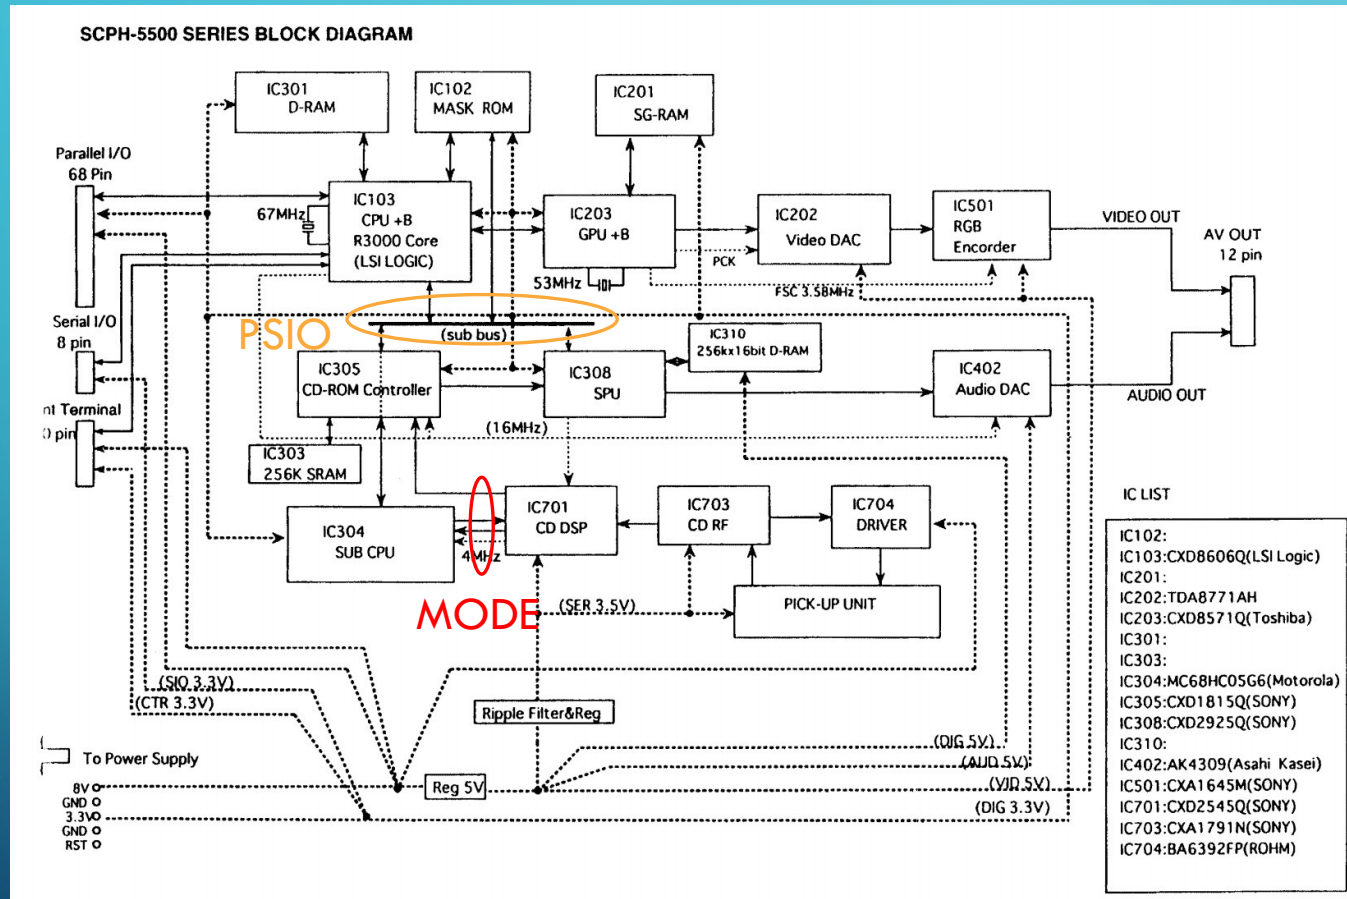 SCPH-5500 SERIES BLOCK DIAGRAM
IC301
D-RAM
IC102
MASK ROM
IC201
SG-RAM
Parallel I/O
68 Pin
67MHz
IC103
CPU +B
R3000 Core
(LSI LOGIC)
IC203
GPU +B
53MHz
PCK
IC202
Video DAC
IC501
RGB
Encorder
FSC 3.58MHz
VIDEO OUT
AV OUT
12 pin
Serial I/O
8 pin
PSIO
(sub bus)
IC310
256kx16bit D-RAM
IC305
CD-ROM Controller
IC308
SPU
IC402
Audio DAC
AUDIO OUT
nt Terminal
) pin
(16MHz)
IC303
256K SRAM
IC304
SUB CPU
4MHz
IC701
CD DSP
IC703
CD RF
IC704
DRIVER
MODE
(SER 3.5V)
PICK-UP UNIT
(SIO 3.3V)
(CTR 3.3V)
Ripple Filter&Reg
To Power Supply
8V
GND
3.3V
GND
RST
Reg 5V
(DIG 5V)
(AUD 5V)
(VID 5V)
(DIG 3.3V)
IC LIST
IC102:
IC103:CXD8606Q(LSI Logic)
IC201:
IC202:TDA8771AH
IC203:CXD8571Q(Toshiba)
IC301:
IC303:
IC304:MC68HC05G6(Motorola)
IC305:CXD1815Q(SONY)
IC308:CXD2925Q(SONY)
IC310:
IC402:AK4309(Asahi Kasei)
IC501:CXA1645M(SONY)
IC701:CXD2545Q(SONY)
IC703:CXA1791N(SONY)
IC704:BA6392FP(ROHM)